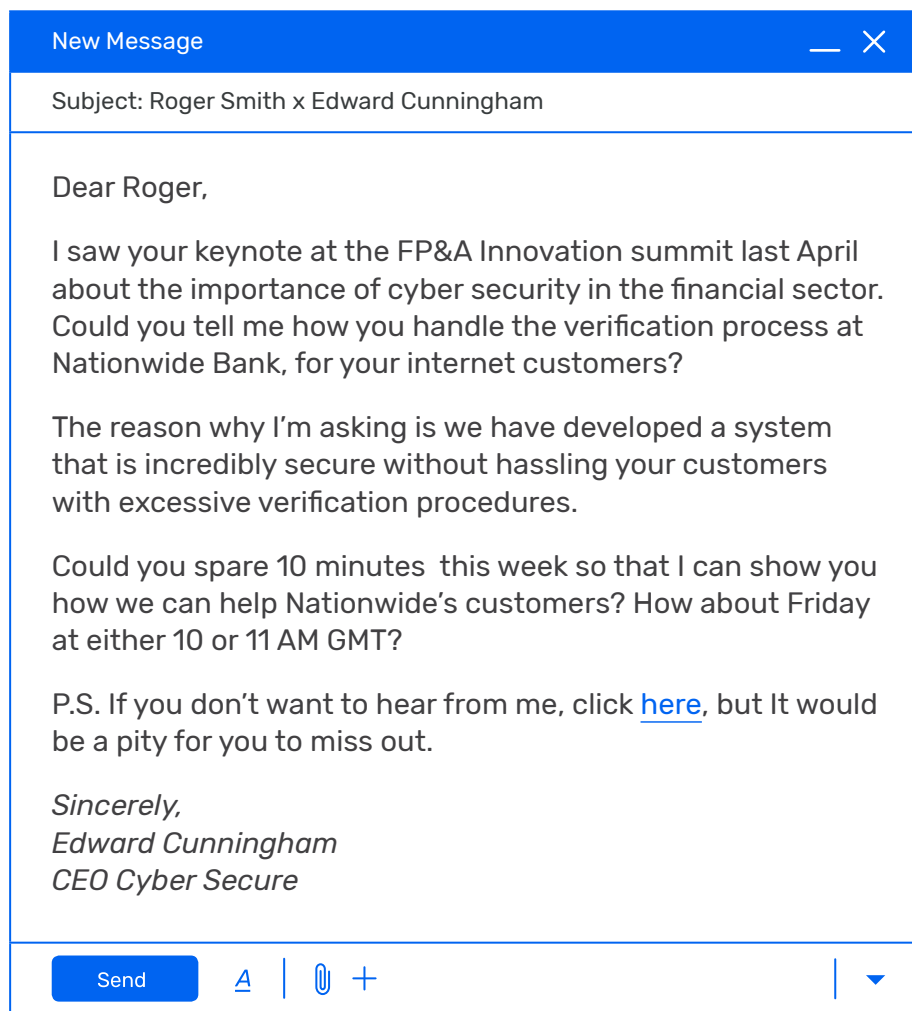 New Message
Subject: Roger Smith x Edward Cunningham
Dear Roger,
I saw your keynote at the FP&A Innovation summit last April
about the importance of cyber security in the financial sector.
Could you tell me how you handle the verification process at
Nationwide Bank, for your internet customers?
The reason why I'm asking is we have developed a system
that is incredibly secure without hassling your customers
with excessive verification procedures.
Could you spare 10 minutes  this week so that I can show you
how we can help Nationwide's customers? How about Friday
at either 10 or 11 AM GMT?
P.S. If you don't want to hear from me, click here, but It would
be a pity for you to miss out.
Sincerely,
Edward Cunningham
CEO Cyber Secure
Send A